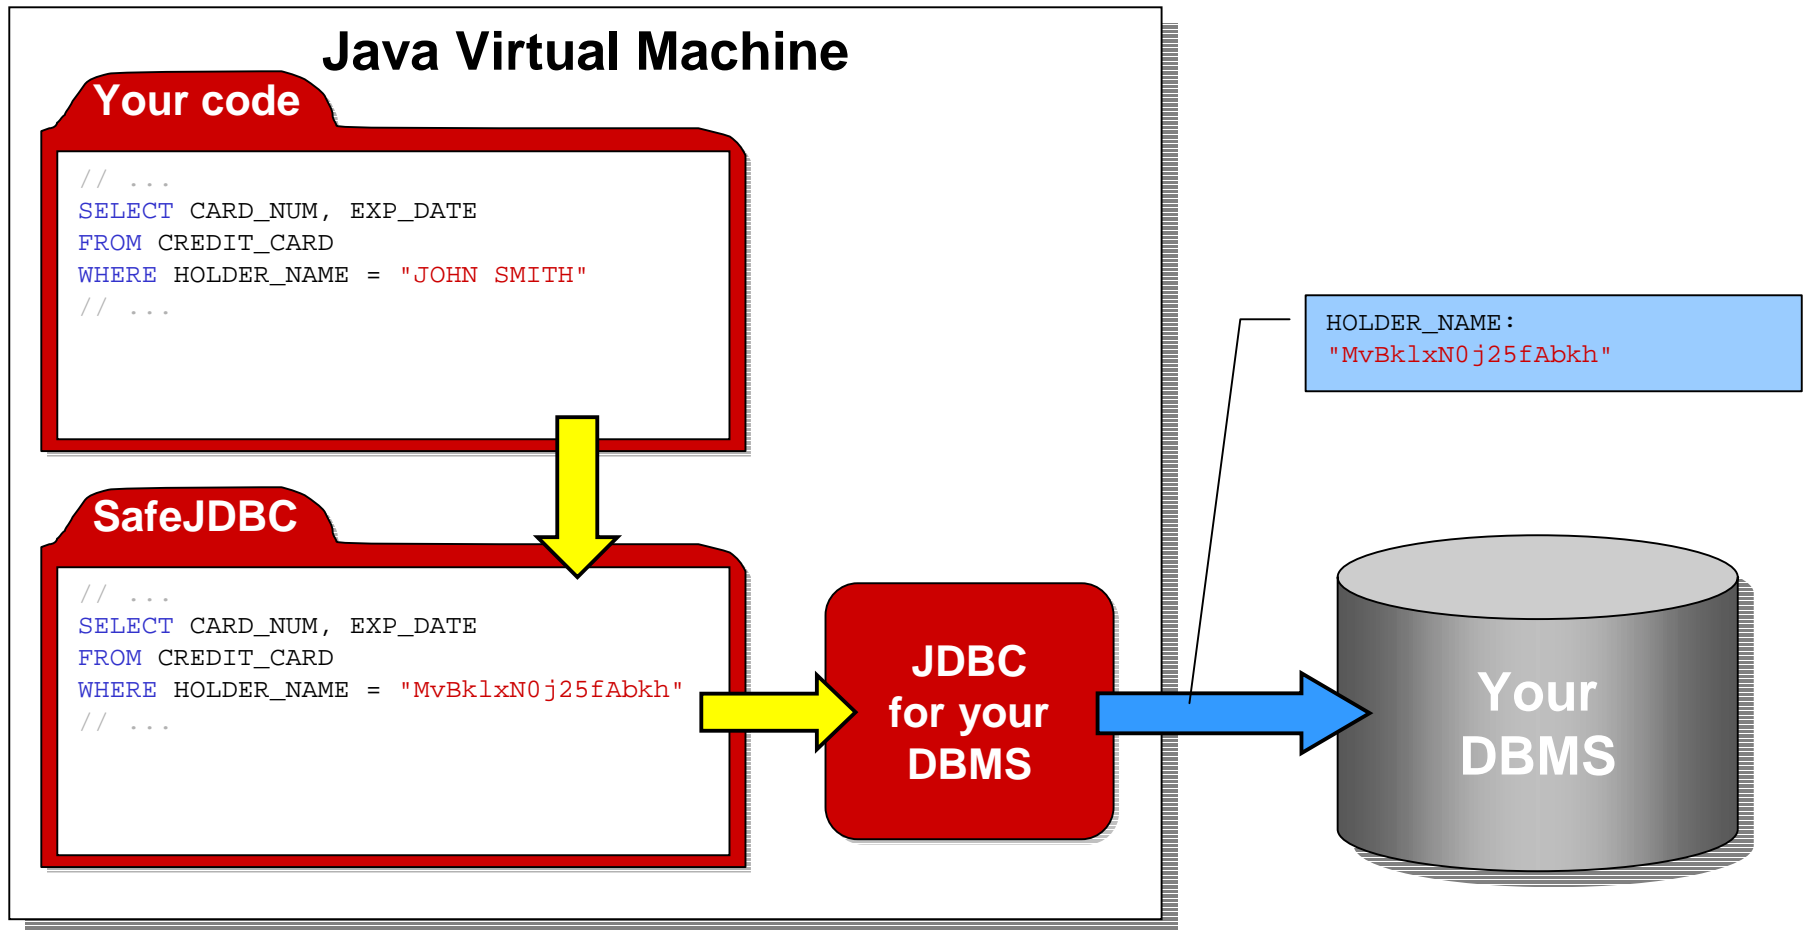 Java Virtual Machine
Your code
// ...
SELECT CARD_NUM, EXP_DATE
FROM CREDIT_CARD
WHERE HOLDER_NAME = "JOHN SMITH"
// ...
SafeJDBC
// ...
SELECT CARD_NUM, EXP_DATE
FROM CREDIT_CARD
WHERE HOLDER_NAME = "MvBklxN0j25fAbkh"
// ...
JDBC
for your
DBMS
HOLDER_NAME:
"MvBklxN0j25fAbkh"
Your
DBMS